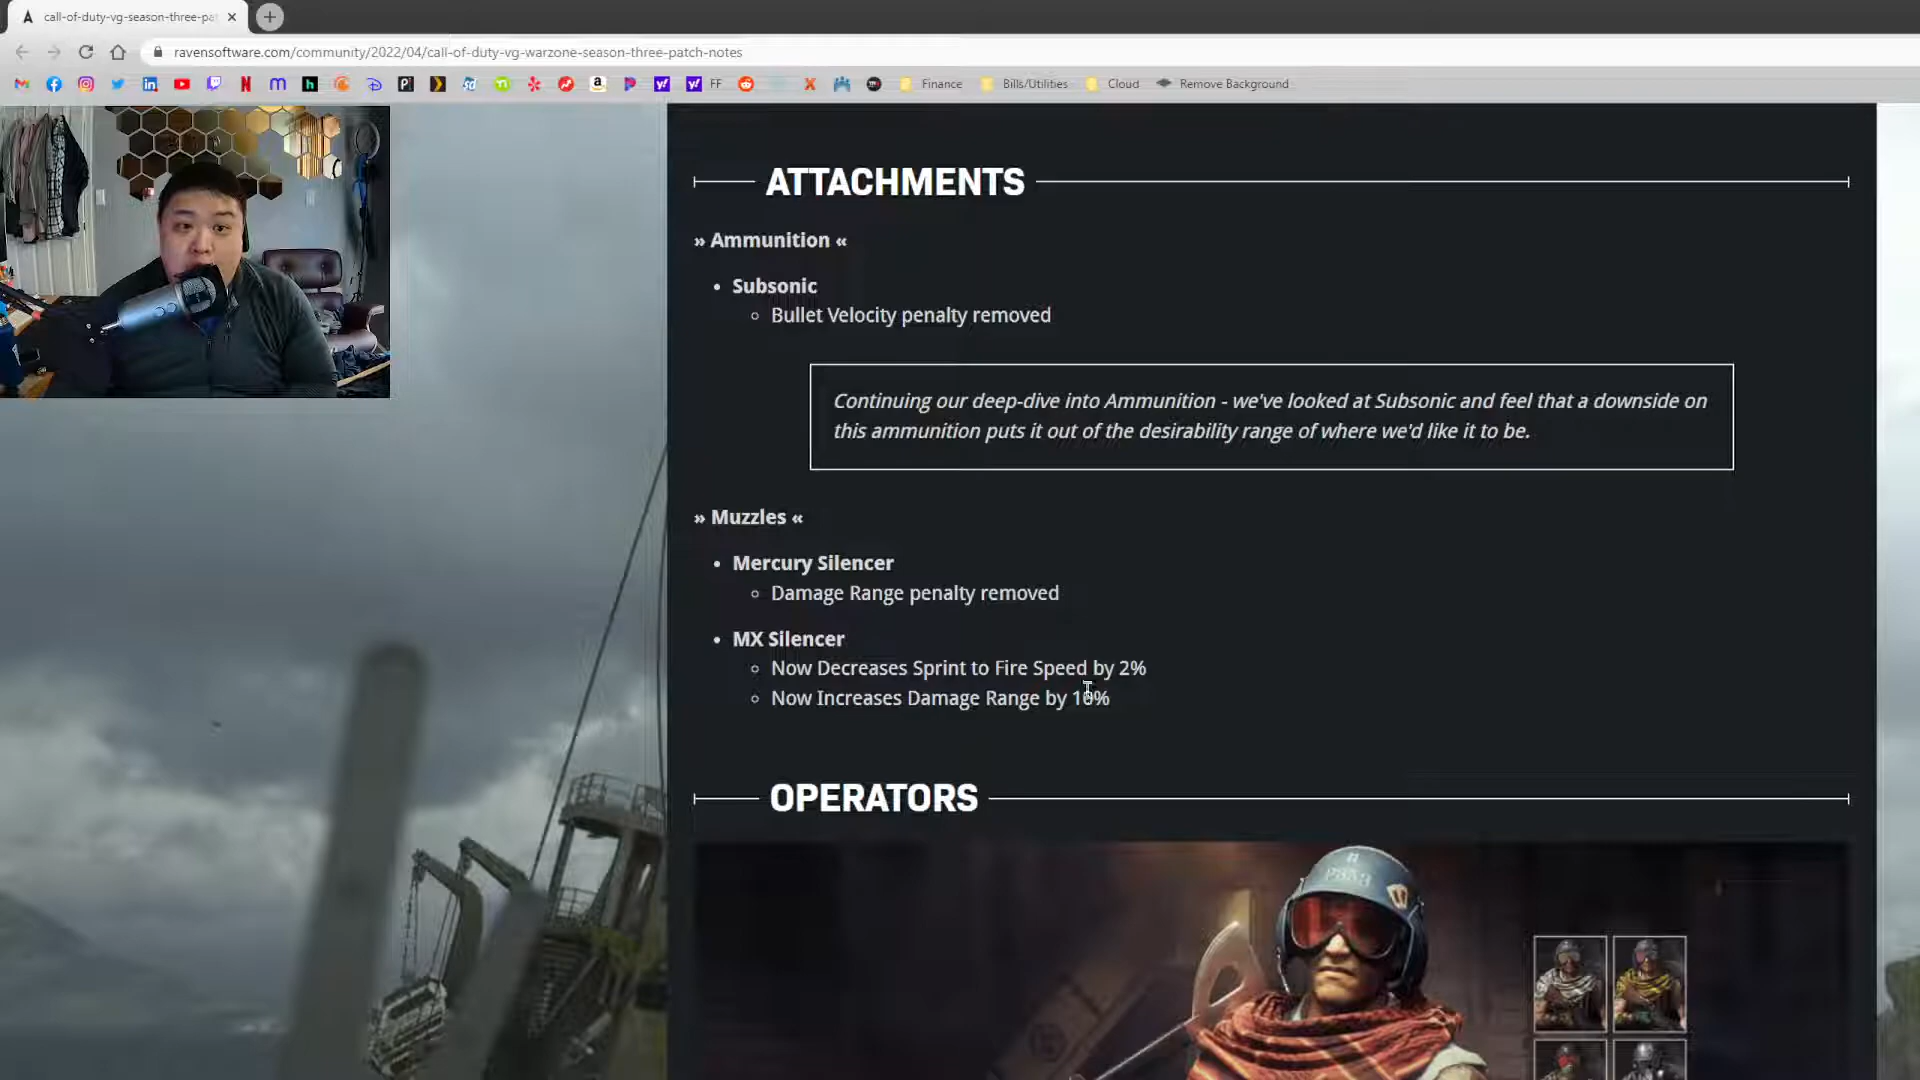 call-of-duty-vg-season-three-pa
ravensoftware.com/community/2022/04/call-of-duty-vg-warzone-season-three-patch-notes
FF
Finance
Bills/Utilities
Cloud
Remove Background
ATTACHMENTS
» Ammunition «
• Subsonic
◦ Bullet Velocity penalty removed
Continuing our deep-dive into Ammunition - we've looked at Subsonic and feel that a downside on
this ammunition puts it out of the desirability range of where we'd like it to be.
» Muzzles «
• Mercury Silencer
◦ Damage Range penalty removed
• MX Silencer
◦ Now Decreases Sprint to Fire Speed by 2%
◦ Now Increases Damage Range by 10%
OPERATORS